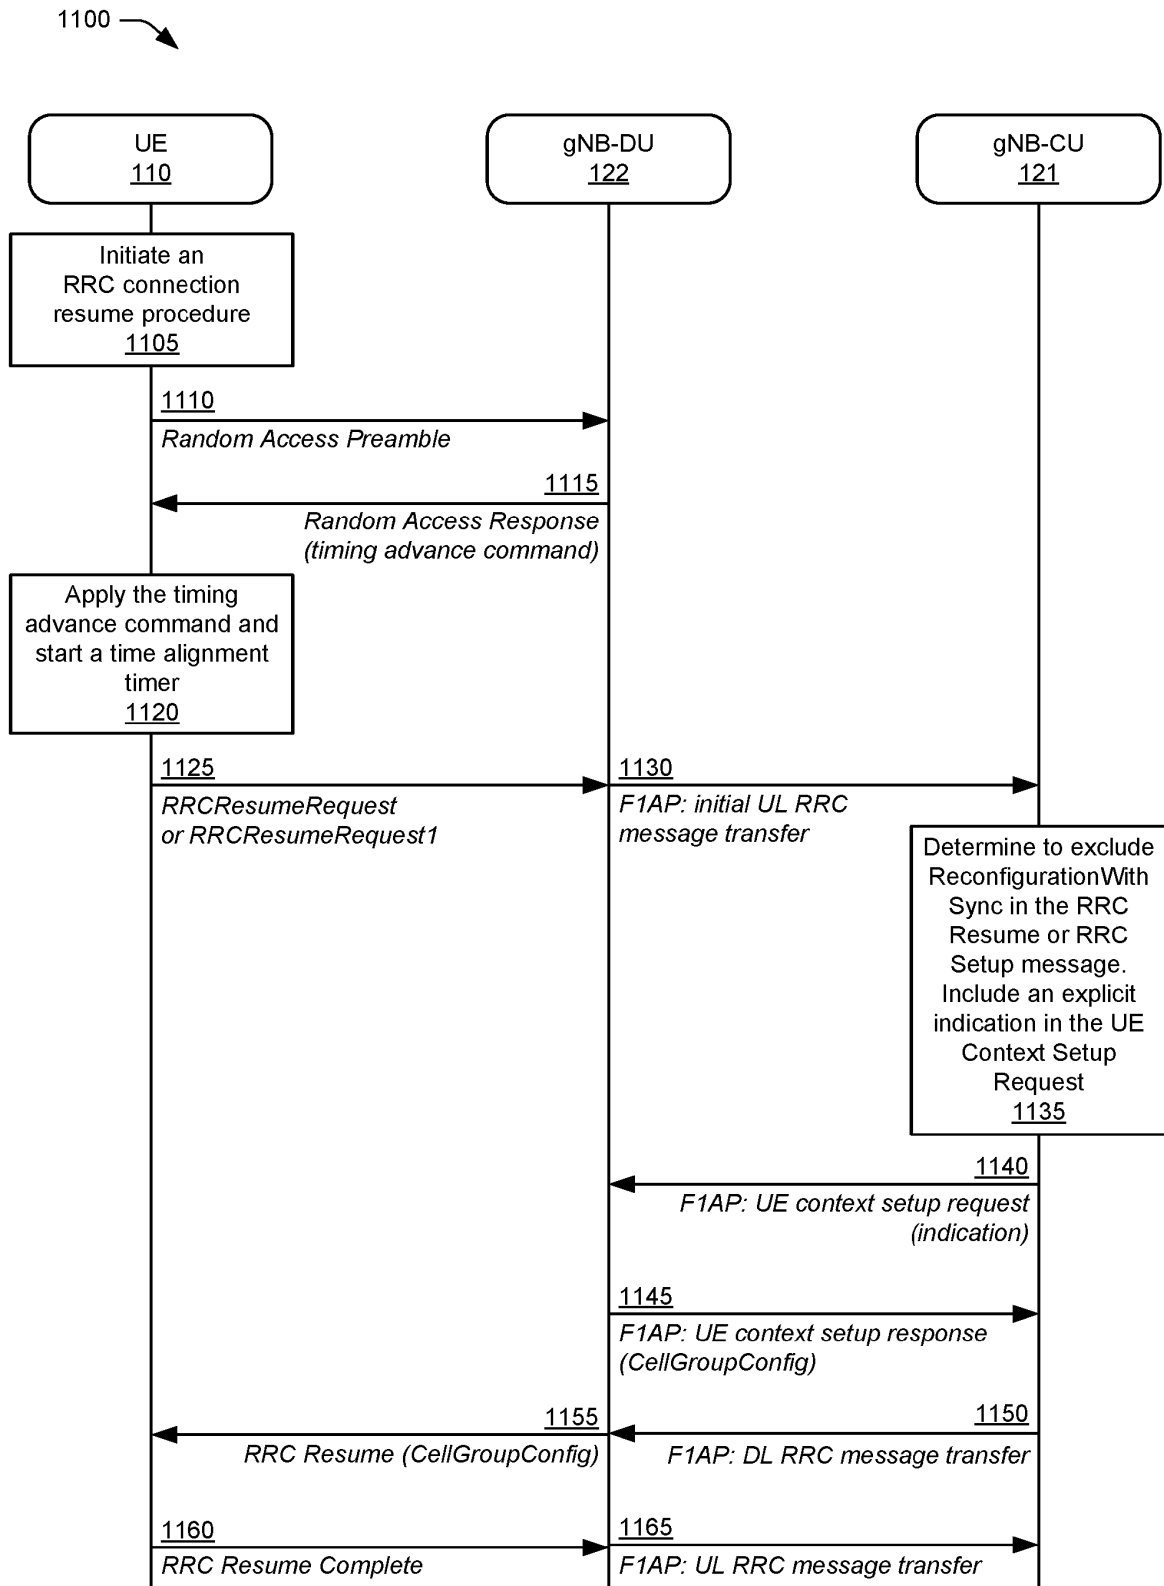 1100
UE
110
gNB-DU
122
gNB-CU
121
Initiate an
RRC connection
resume procedure
1105
1110
Random Access Preamble
1115
Random Access Response
(timing advance command)
Apply the timing
advance command and
start a time alignment
timer
1120
1125
RRCResumeRequest
or RRCResumeRequest1
1130
F1AP: initial UL RRC
message transfer
Determine to exclude
ReconfigurationWith
Sync in the RRC
Resume or RRC
Setup message.
Include an explicit
indication in the UE
Context Setup
Request
1135
1140
F1AP: UE context setup request
(indication)
1145
F1AP: UE context setup response
(CellGroupConfig)
1150
F1AP: DL RRC message transfer
1155
RRC Resume (CellGroupConfig)
1160
RRC Resume Complete
1165
F1AP: UL RRC message transfer